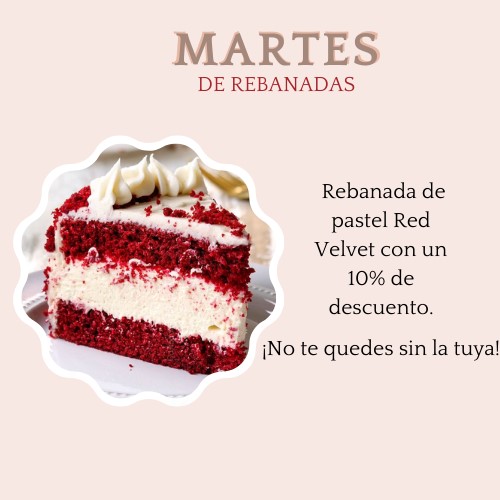 MARTES
DE REBANADAS
Rebanada de
pastel Red
Velvet con un
10% de
descuento.
¡No te quedes sin la tuya!